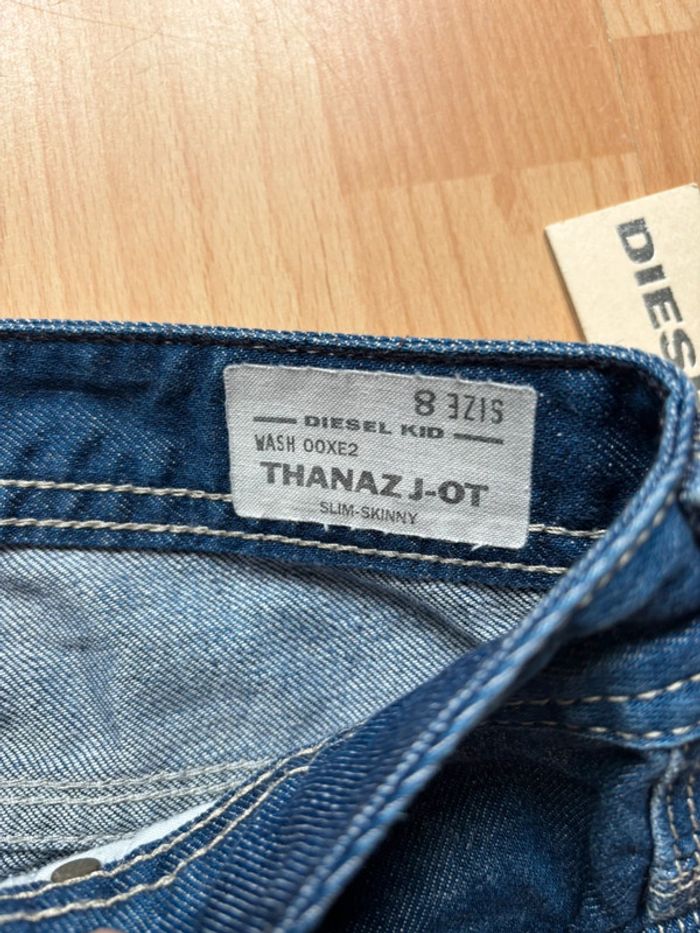 SIZE 8
DIESEL KID
WASH 00XE2
THANAZ J-OT
SLIM-SKINNY
DIES